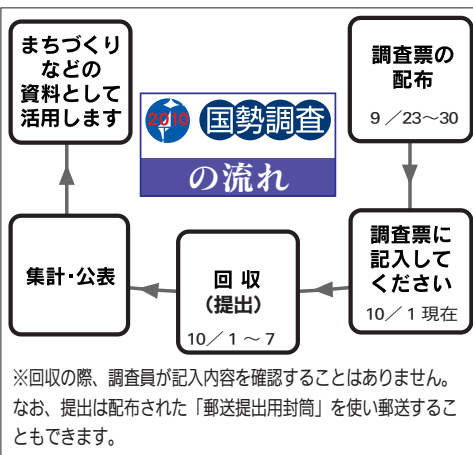 2010 国勢調査
の流れ
調査票の
配布
9／23～30
調査票に
記入して
ください
10／1 現在
回 収
(提出)
10／1～7
集計・公表
まちづくり
などの
資料として
活用します
※回収の際、調査員が記入内容を確認することはありません。
なお、提出は配布された「郵送提出用封筒」を使い郵送するこ
ともできます。